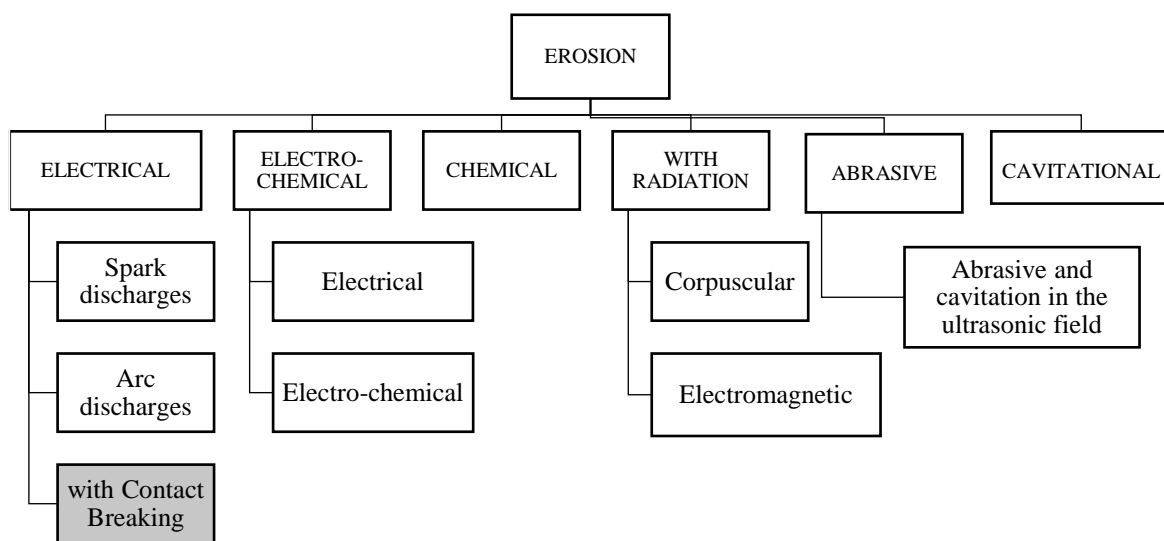 EROSION
ELECTRICAL
ELECTRO-
CHEMICAL
CHEMICAL
WITH
RADIATION
ABRASIVE
CAVITATIONAL
Spark
discharges
Arc
discharges
with Contact
Breaking
Electrical
Electro-chemical
Corpuscular
Electromagnetic
Abrasive and
cavitation in the
ultrasonic field